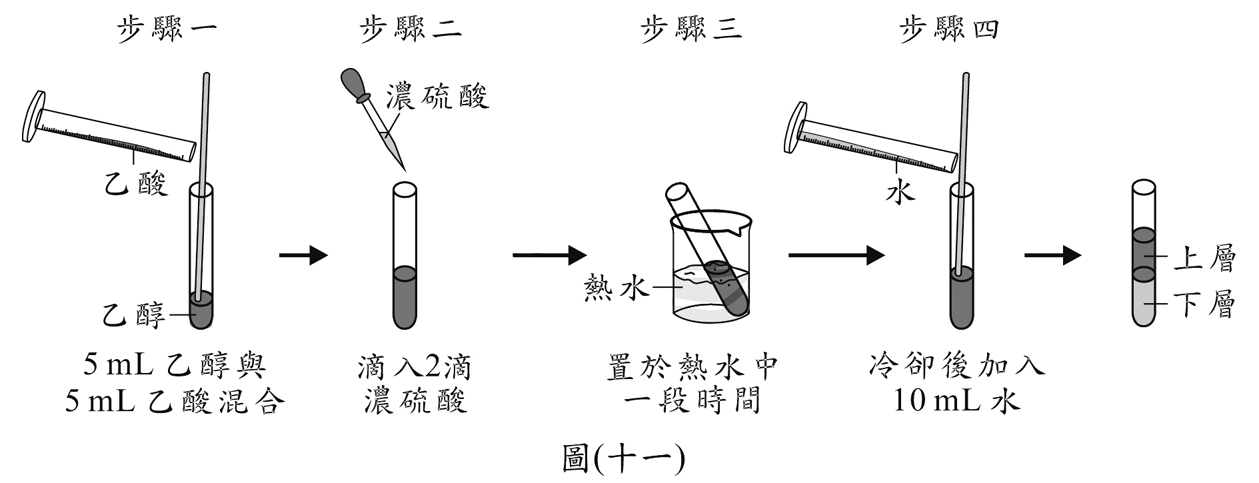 步驟一
步驟二
步驟三
步驟四
濃硫酸
乙酸
水
熱水
上層
下層
乙醇
5 mL 乙醇與
5 mL 乙酸混合
滴入2滴
濃硫酸
置於熱水中
一段時間
冷卻後加入
10 mL 水
圖(十一)